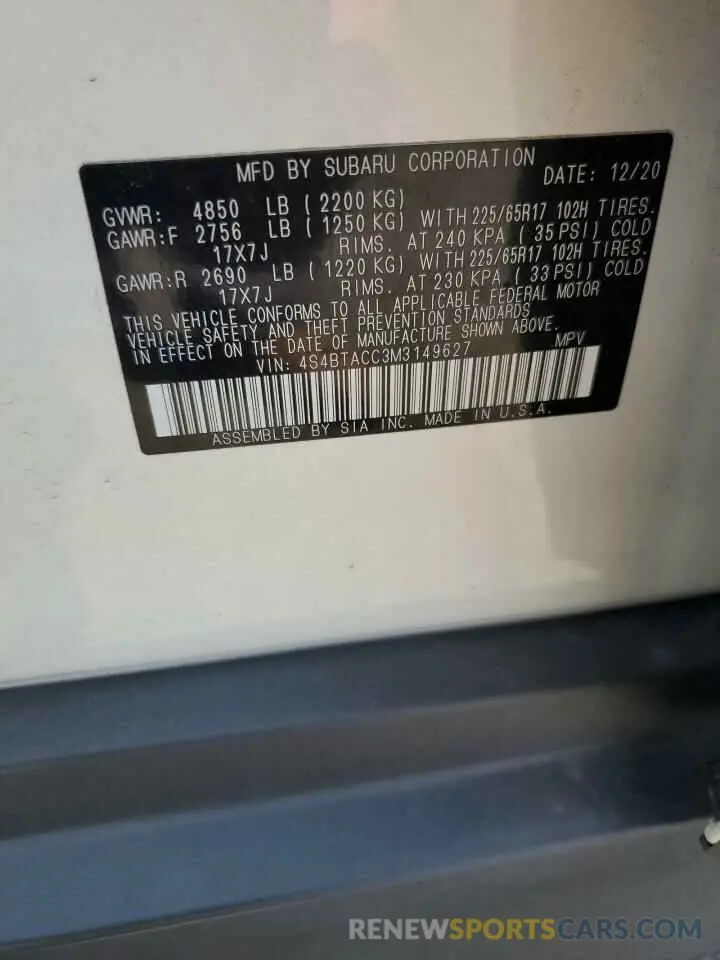 MFD BY SUBARU CORPORATION DATE: 12/20
GVWR: 4850 LB ( 2200 KG)
GAWR:F 2756 LB ( 1250 KG) WITH 225/65R17 102H TIRES.
17X7J RIMS. AT 240 KPA ( 35 PSI) COLD
GAWR:R 2690 LB ( 1220 KG) WITH 225/65R17 102H TIRES.
17X7J RIMS. AT 230 KPA ( 33 PSI) COLD
THIS VEHICLE CONFORMS TO ALL APPLICABLE FEDERAL MOTOR
VEHICLE SAFETY AND THEFT PREVENTION STANDARDS
IN EFFECT ON THE DATE OF MANUFACTURE SHOWN ABOVE.
VIN: 4S4BTACC3M3149627 MPV
ASSEMBLED BY SIA INC. MADE IN U.S.A.
RENEWSPORTSCARS.COM